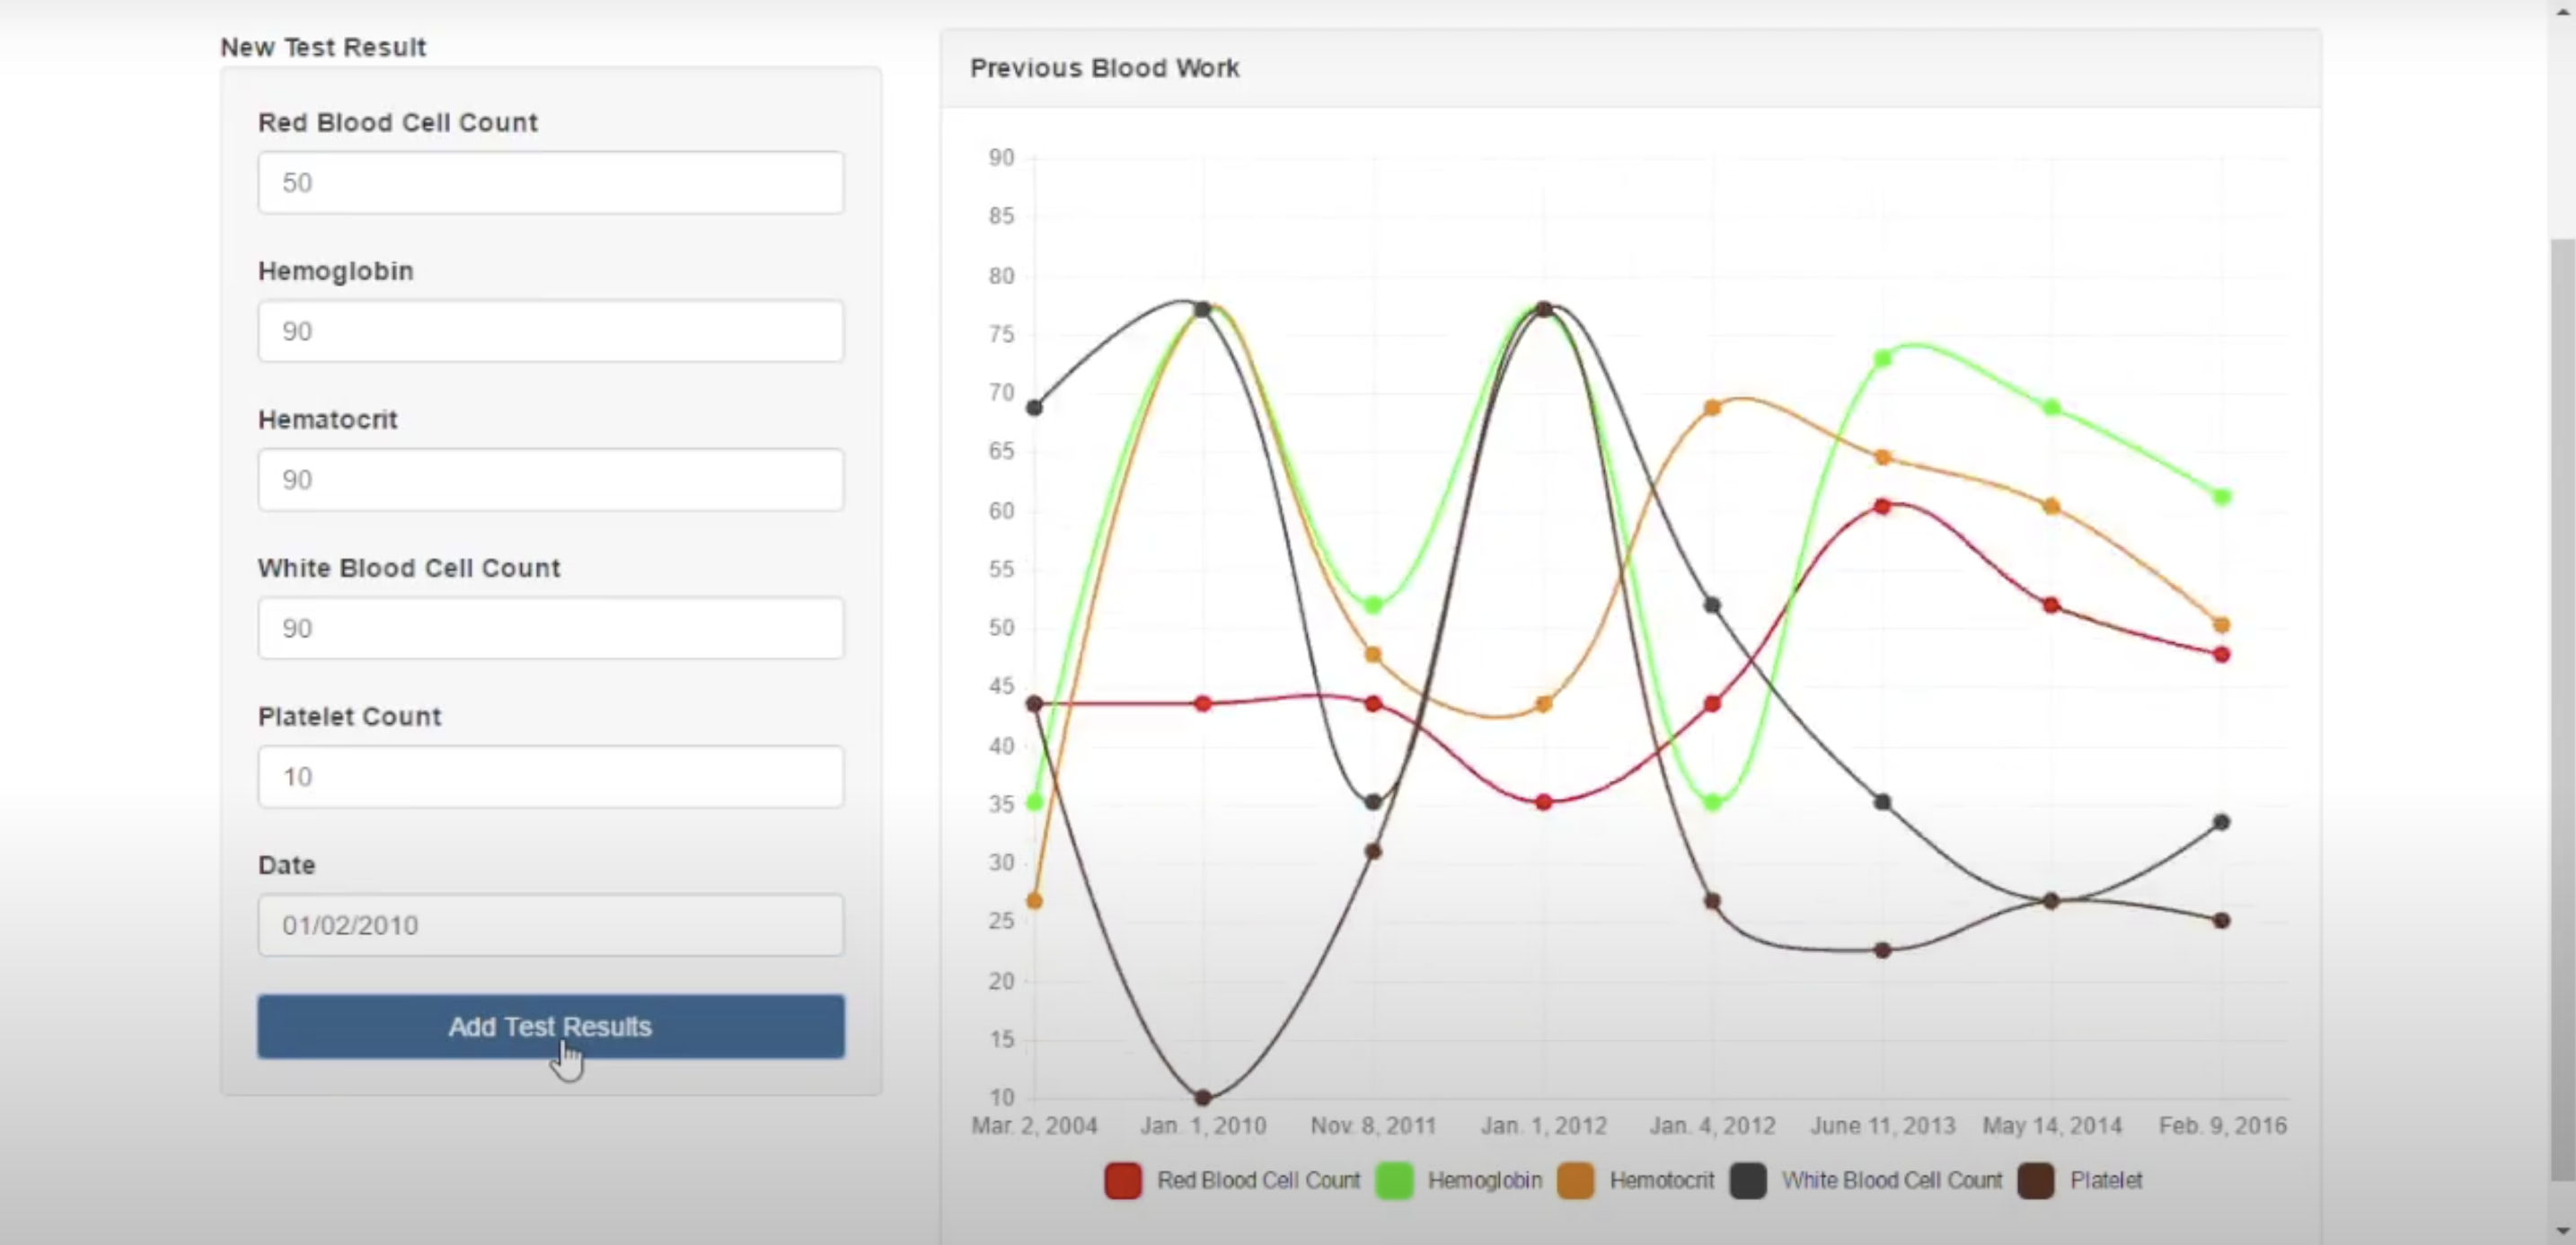 New Test Result
Red Blood Cell Count
50
Hemoglobin
90
Hematocrit
90
White Blood Cell Count
90
Platelet Count
10
Date
01/02/2010
Add Test Results
Previous Blood Work
90
85
80
75
70
65
60
55
50
45
40
35
30
25
20
15
10
Mar. 2, 2004 Jan. 1, 2010 Nov. 8, 2011 Jan. 1, 2012 Jan. 4, 2012 June 11, 2013 May 14, 2014 Feb. 9, 2016
Red Blood Cell Count Hemoglobin Hemotocrit White Blood Cell Count Platelet